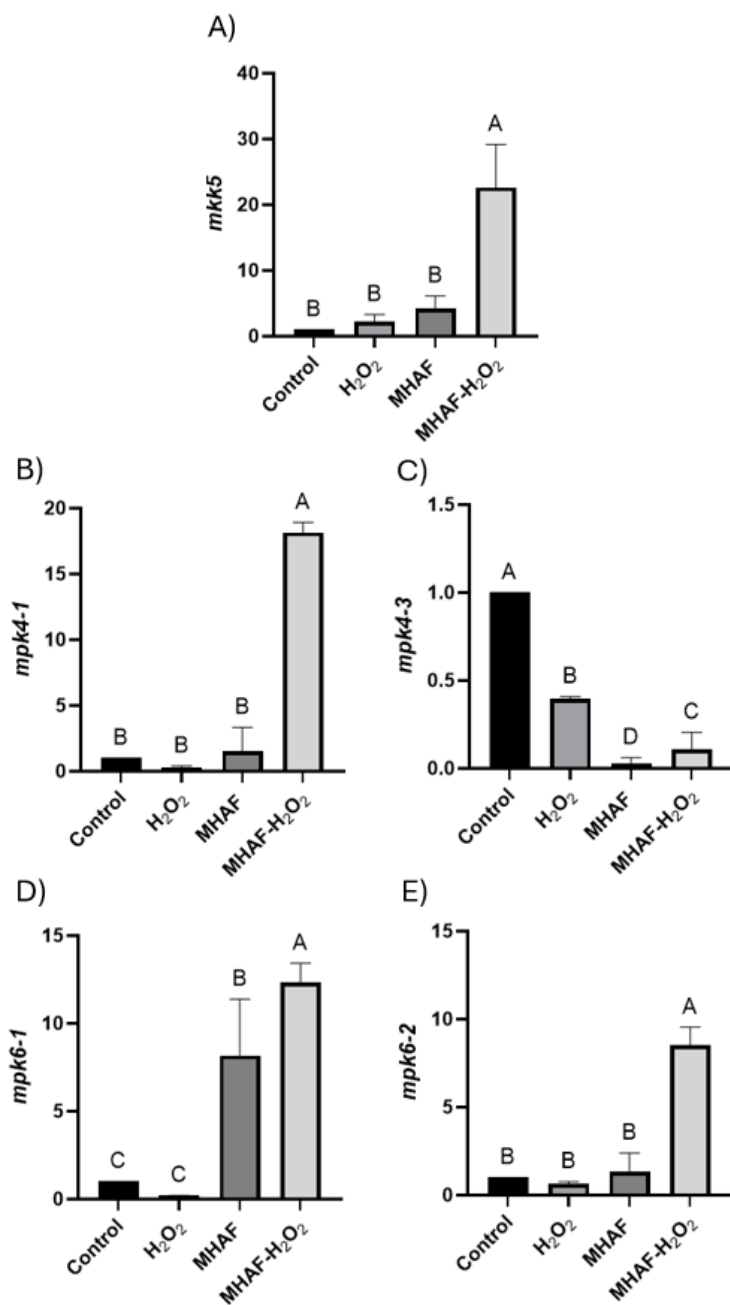 A)
mkk5
40
30
20
10
0
B
B
B
A
Control
H₂O₂
MHAF
MHAF-H₂O₂
B)
mpk4-1
20
15
10
5
0
B
B
B
A
Control
H₂O₂
MHAF
MHAF-H₂O₂
C)
mpk4-3
1.5
1.0
0.5
0.0
A
B
D
C
Control
H₂O₂
MHAF
MHAF-H₂O₂
D)
mpk6-1
15
10
5
0
C
C
B
A
Control
H₂O₂
MHAF
MHAF-H₂O₂
E)
mpk6-2
15
10
5
0
B
B
B
A
Control
H₂O₂
MHAF
MHAF-H₂O₂